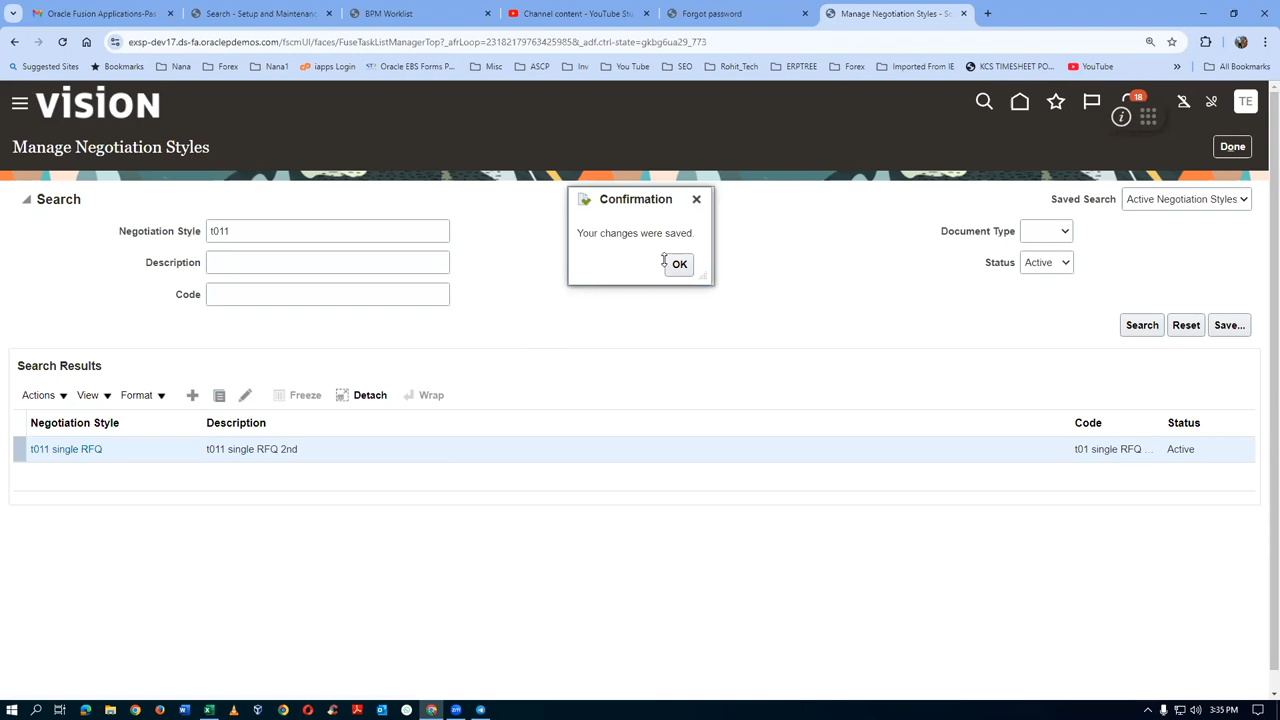 Oracle Fusion Applications-Pas
Search - Setup and Maintenanc
BPM Worklist
Channel content - YouTube Stu
Forgot password
Manage Negotiation Styles - Se
exsp-dev17.ds-fa.oraclepdemos.com/fscmUI/faces/FuseTaskListManagerTop?_afrLoop=23182179763425985&_adf.ctrl-state=gkbg6ua29_773
Suggested Sites Bookmarks Nana Forex Nana1 iapps Login Oracle EBS Forms P... Misc ASCP Inv You Tube SEO Rohit_Tech ERPTREE Forex Imported From IE KCS TIMESHEET PO... YouTube » All Bookmarks
VISION
18
TE
Manage Negotiation Styles
Done
Search
Saved Search Active Negotiation Styles
Confirmation
Your changes were saved.
OK
Negotiation Style t011
Document Type
Description
Status Active
Code
Search Reset Save...
Search Results
Actions View Format Freeze Detach Wrap
Negotiation Style Description Code Status
t011 single RFQ t011 single RFQ 2nd t01 single RFQ ... Active
3:35 PM